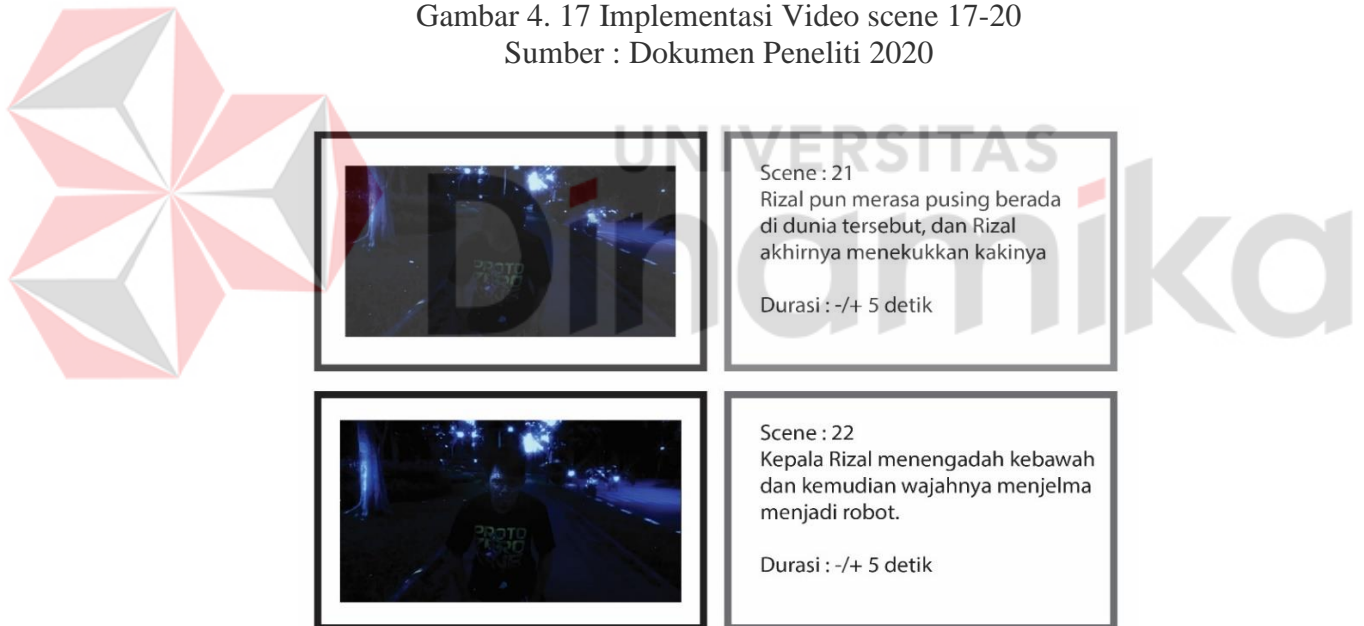 Gambar 4. 17 Implementasi Video scene 17-20
Sumber : Dokumen Peneliti 2020
UNIVERSITAS
Dinamika
Scene : 21
Rizal pun merasa pusing berada
di dunia tersebut, dan Rizal
akhirnya menekukkan kakinya
Durasi : -/+ 5 detik
PROTO
Scene : 22
Kepala Rizal menengadah kebawah
dan kemudian wajahnya menjelma
menjadi robot.
Durasi : -/+ 5 detik
PROTO